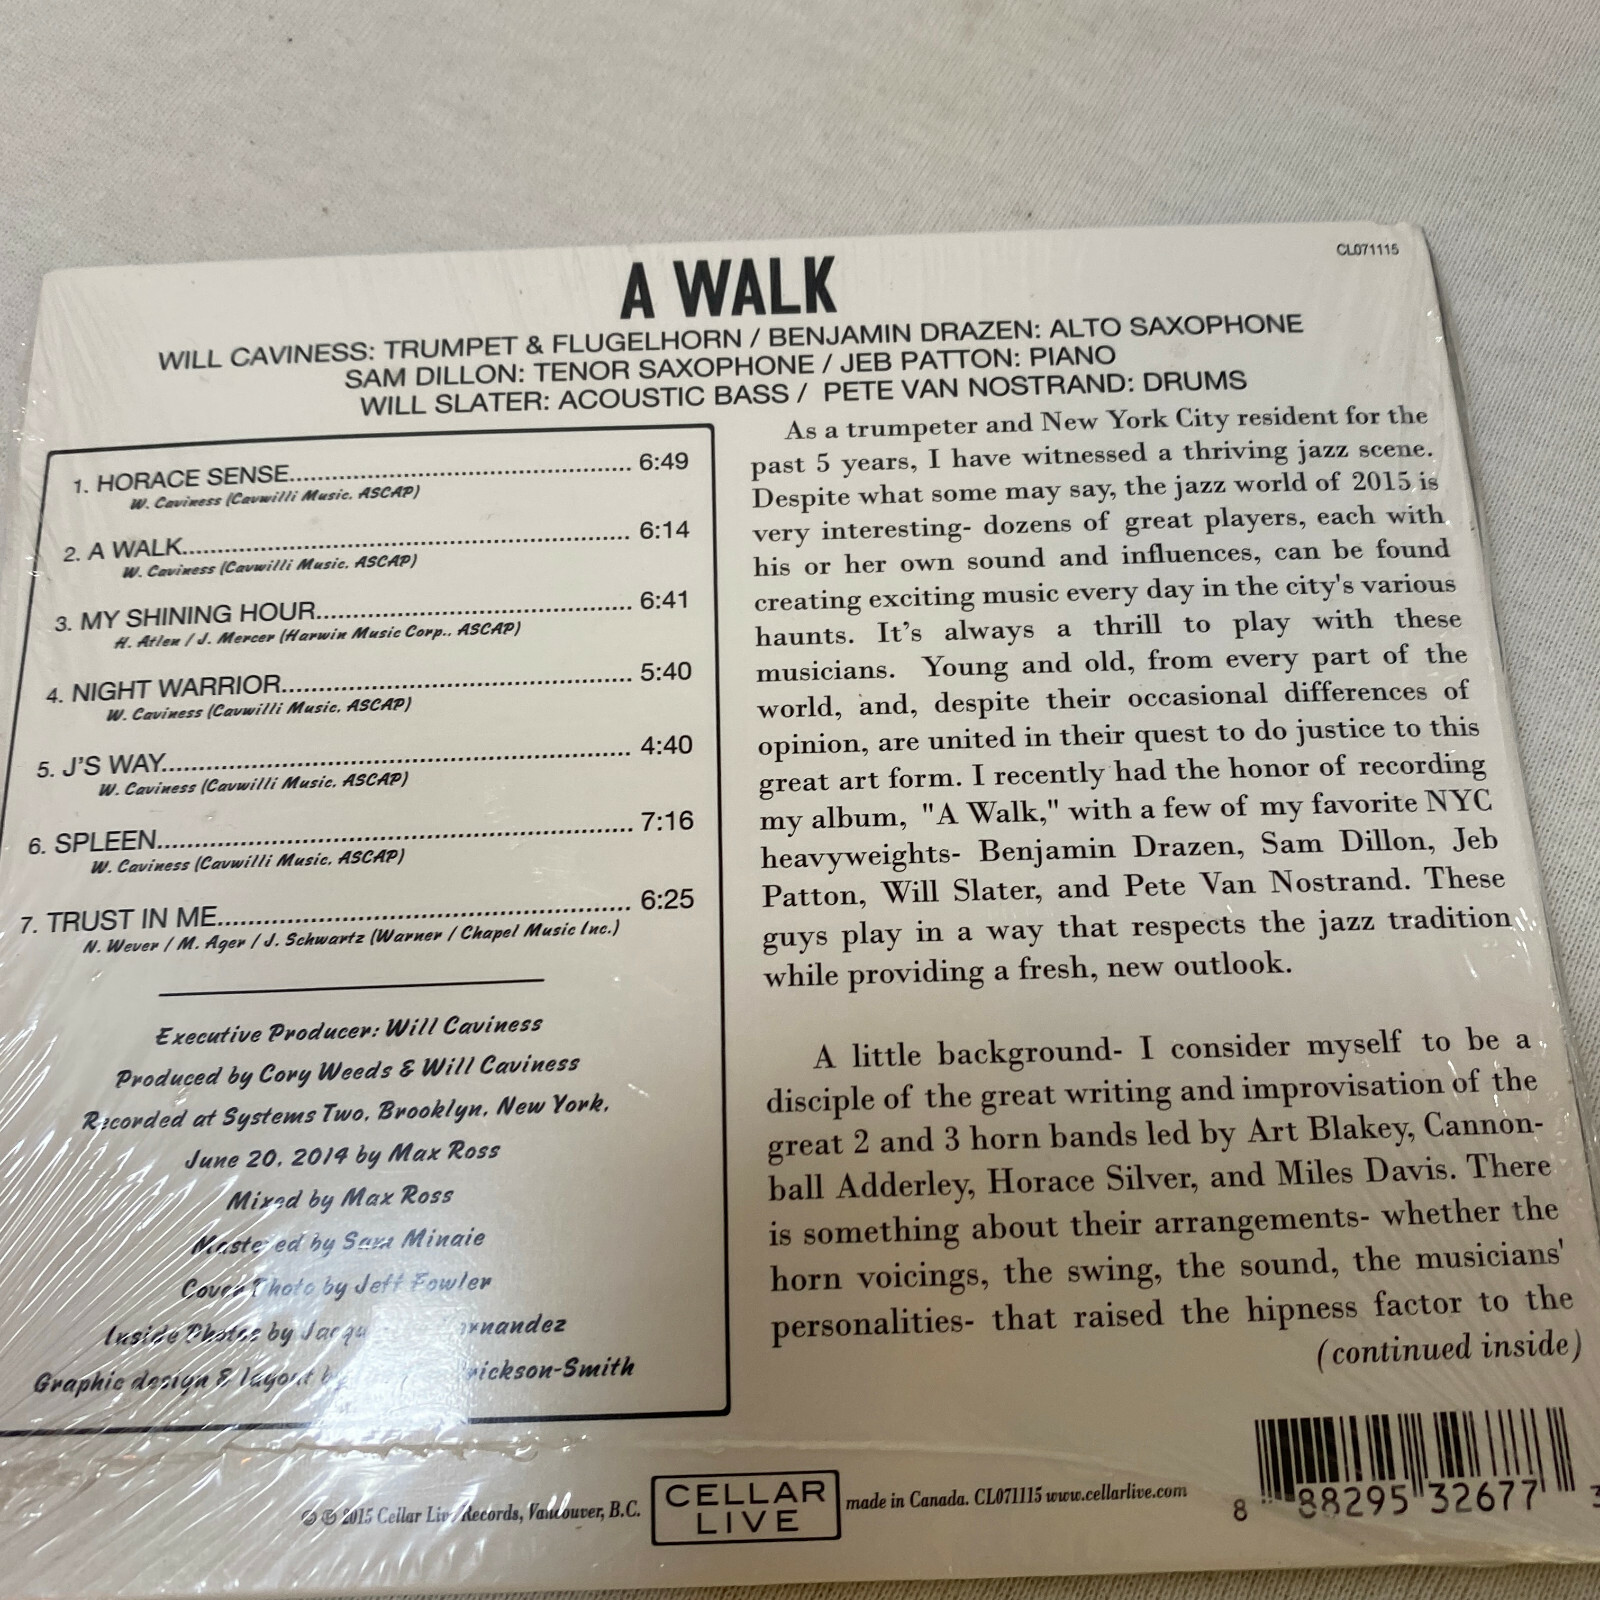 CL071115
A WALK
WILL CAVINESS: TRUMPET & FLUGELHORN / BENJAMIN DRAZEN: ALTO SAXOPHONE
SAM DILLON: TENOR SAXOPHONE / JEB PATTON: PIANO
WILL SLATER: ACOUSTIC BASS / PETE VAN NOSTRAND: DRUMS
1. HORACE SENSE........................................ 6:49
W. Caviness (Cavwilli Music, ASCAP)
2. A WALK........................................ 6:14
W. Caviness (Cavwilli Music, ASCAP)
3. MY SHINING HOUR........................................ 6:41
H. Atlen / J. Mercer (Harwin Music Corp., ASCAP)
4. NIGHT WARRIOR........................................ 5:40
W. Caviness (Cavwilli Music, ASCAP)
5. J'S WAY........................................ 4:40
W. Caviness (Cavwilli Music, ASCAP)
6. SPLEEN........................................ 7:16
W. Caviness (Cavwilli Music, ASCAP)
7. TRUST IN ME........................................ 6:25
N. Wever / M. Ager / J. Schwartz (Warner / Chapel Music Inc.)
Executive Producer: Will Caviness
Produced by Cory Weeds & Will Caviness
Recorded at Systems Two, Brooklyn, New York,
June 20, 2014 by Max Ross
Mixed by Max Ross
Mastered by Sam Minaie
Cover Photo by Jeff Fowler
Inside Photos by
Graphic design & layout by
As a trumpeter and New York City resident for the
past 5 years, I have witnessed a thriving jazz scene.
Despite what some may say, the jazz world of 2015 is
very interesting- dozens of great players, each with
his or her own sound and influences, can be found
creating exciting music every day in the city's various
haunts. It's always a thrill to play with these
musicians. Young and old, from every part of the
world, and, despite their occasional differences of
opinion, are united in their quest to do justice to this
great art form. I recently had the honor of recording
my album, "A Walk," with a few of my favorite NYC
heavyweights- Benjamin Drazen, Sam Dillon, Jeb
Patton, Will Slater, and Pete Van Nostrand. These
guys play in a way that respects the jazz tradition
while providing a fresh, new outlook.
A little background- I consider myself to be a
disciple of the great writing and improvisation of the
great 2 and 3 horn bands led by Art Blakey, Cannon-
ball Adderley, Horace Silver, and Miles Davis. There
is something about their arrangements- whether the
horn voicings, the swing, the sound, the musicians'
personalities- that raised the hipness factor to the
(continued inside)
© ℗ 2015 Cellar Live Records, Vancouver, B.C.
CELLAR
LIVE
made in Canada. CL071115 www.cellarlive.com
8 88295 32677 3